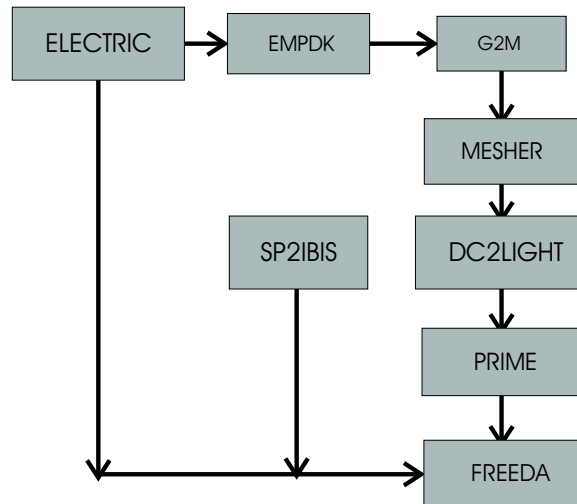 ELECTRIC
EMPDK
G2M
MESHER
SP2IBIS
DC2LIGHT
PRIME
FREEDA